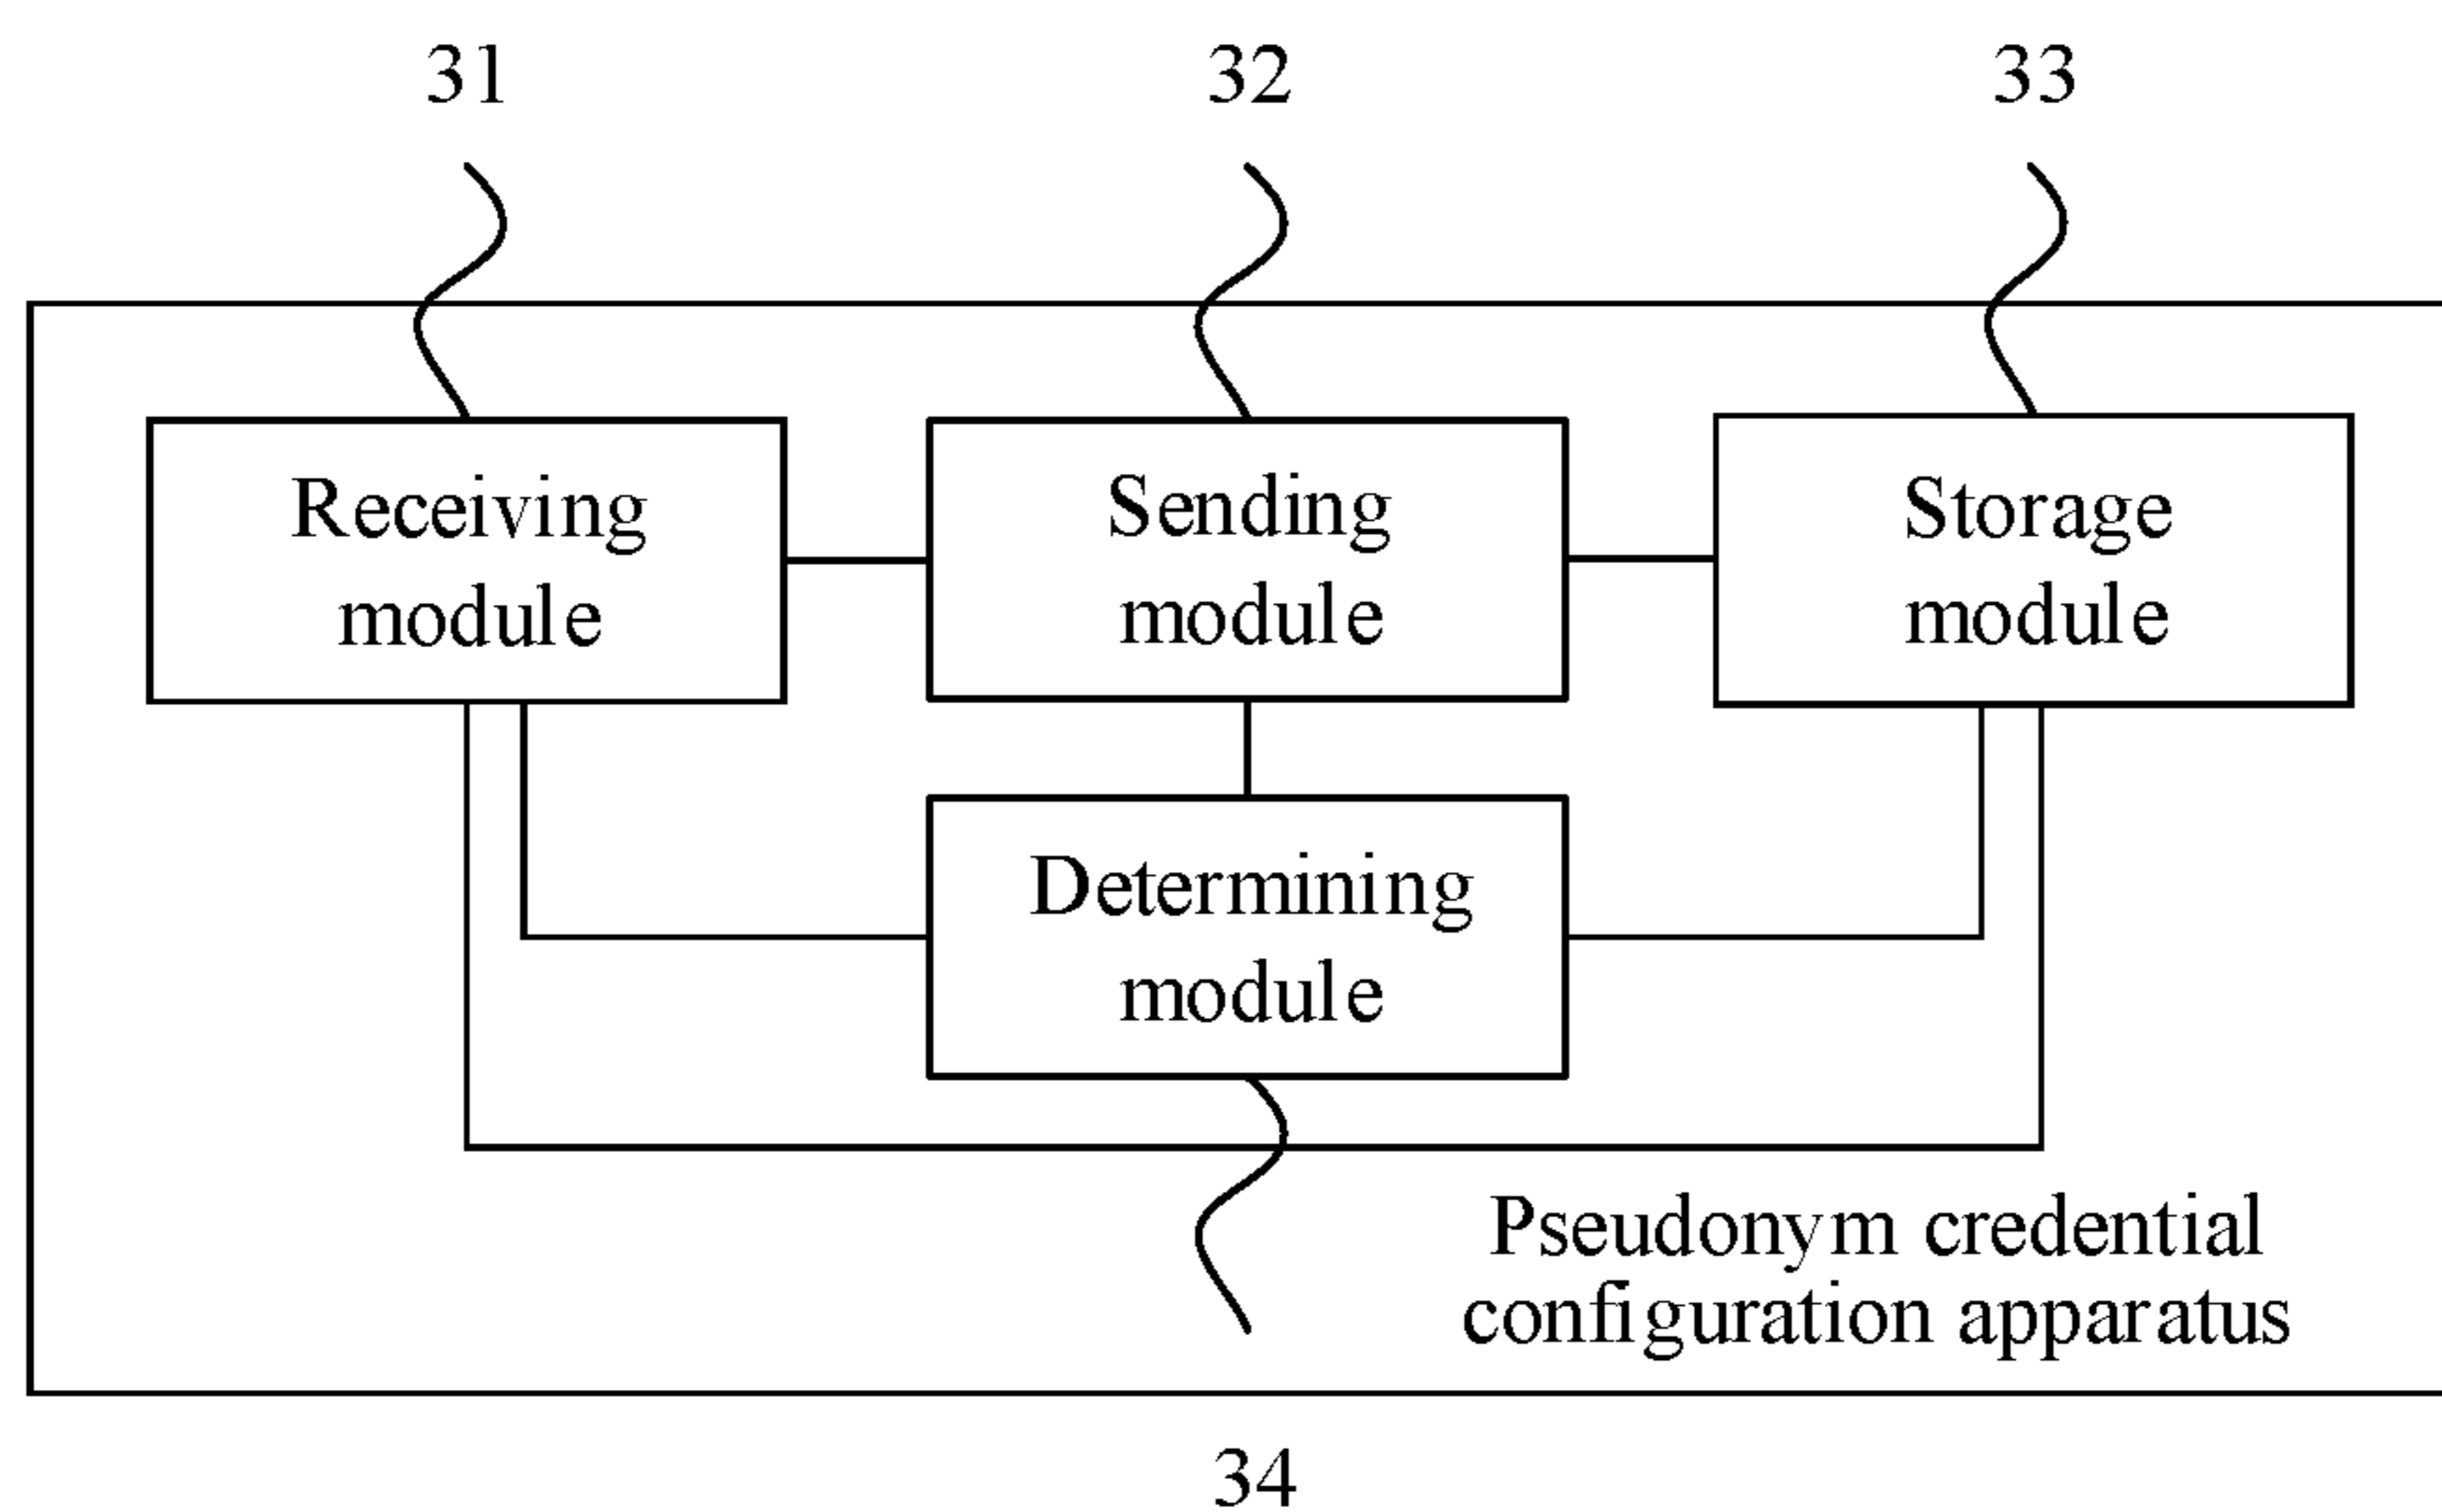 31
32
33
Receiving
module
Sending
module
Storage
module
Determining
module
Pseudonym credential
configuration apparatus
34